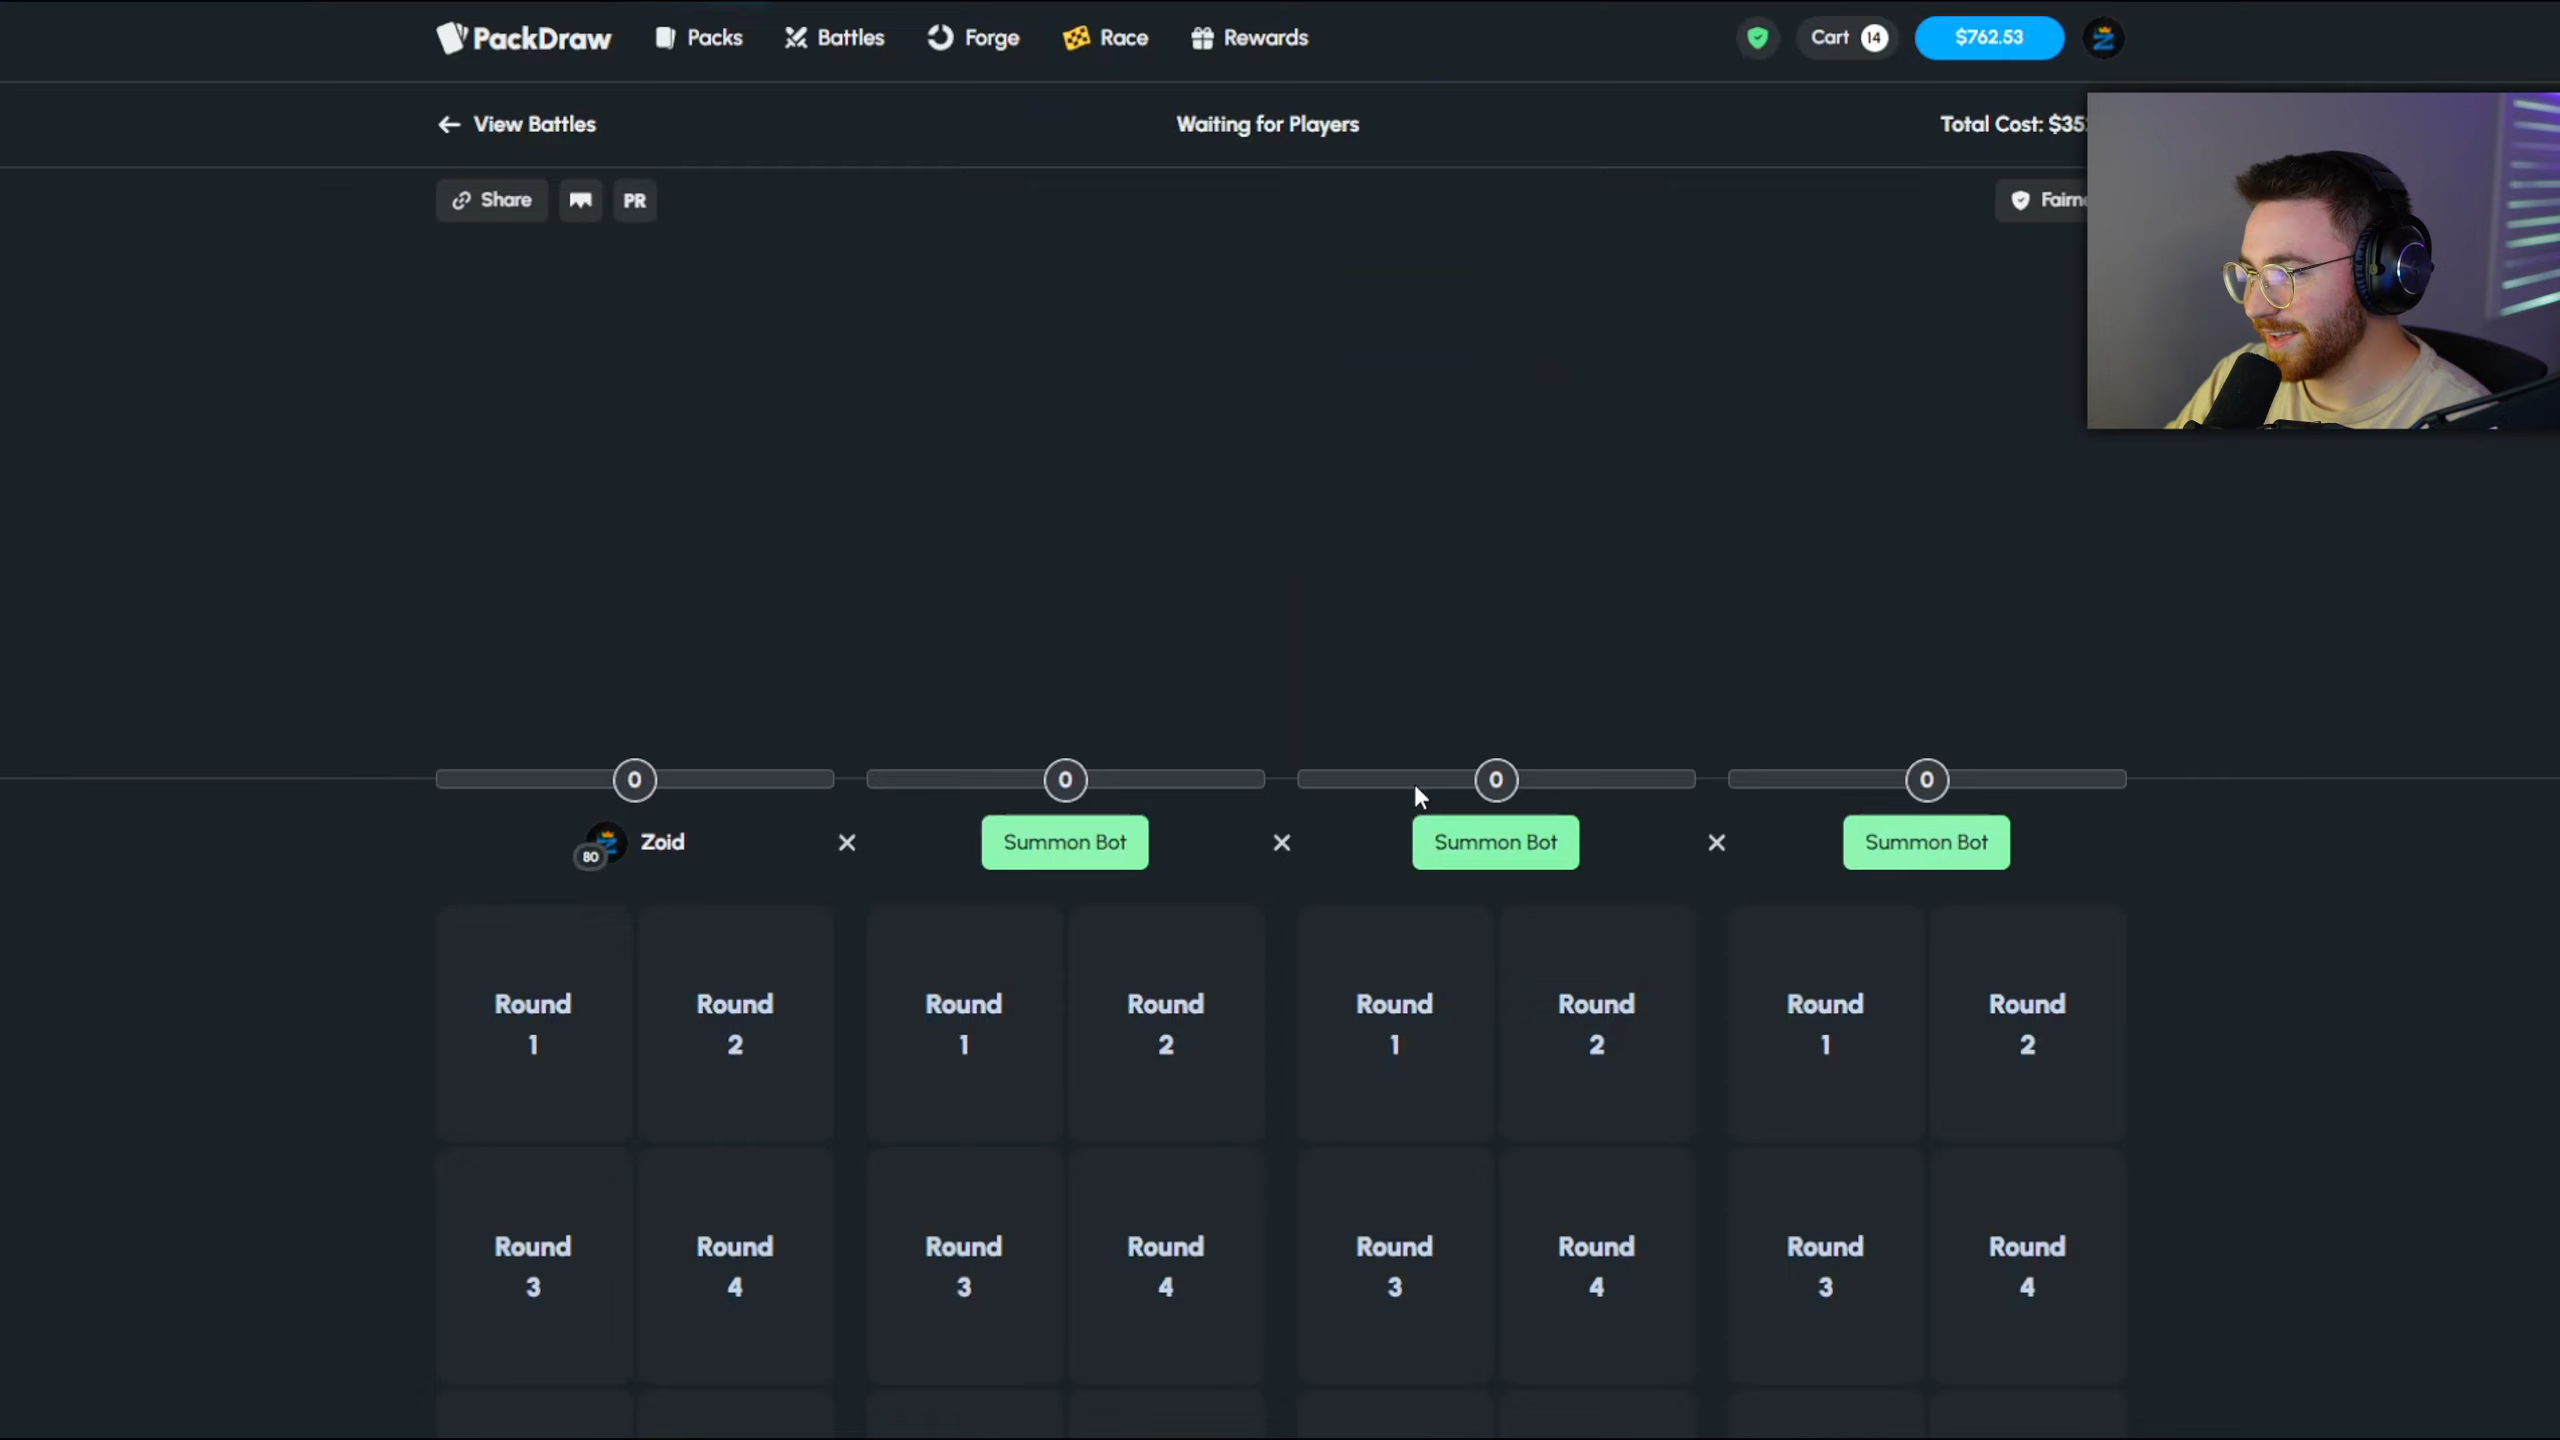 PackDraw Packs Battles Forge Race Rewards Cart 14 $762.53
View Battles Waiting for Players Total Cost: $35
Share PR
0 0 0 0
80 Zoid Summon Bot Summon Bot Summon Bot
Round Round Round Round Round Round Round Round
1 2 1 2 1 2 1 2
Round Round Round Round Round Round Round Round
3 4 3 4 3 4 3 4